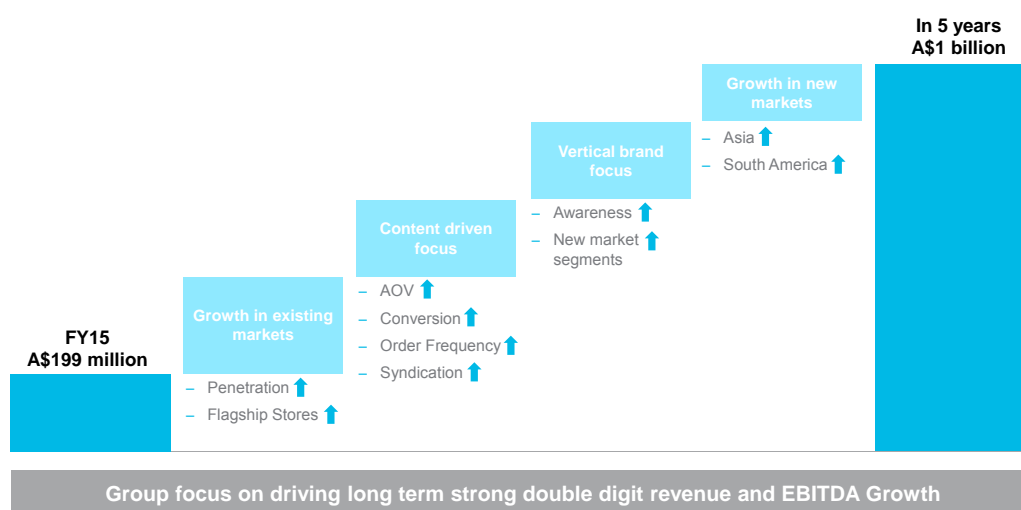 In 5 years
A$1 billion
Growth in new
markets
– Asia
– South America
Vertical brand
focus
– Awareness
– New market
segments
Content driven
focus
– AOV
– Conversion
– Order Frequency
– Syndication
Growth in existing
markets
– Penetration
– Flagship Stores
FY15
A$199 million
Group focus on driving long term strong double digit revenue and EBITDA Growth